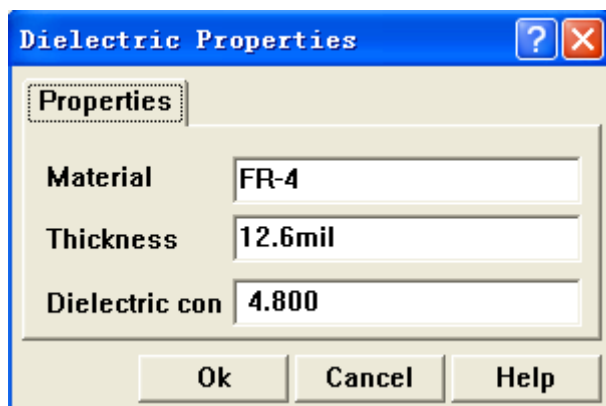 Dielectric Properties ?
Properties
Material FR-4
Thickness 12.6mil
Dielectric con 4.800
Ok Cancel Help